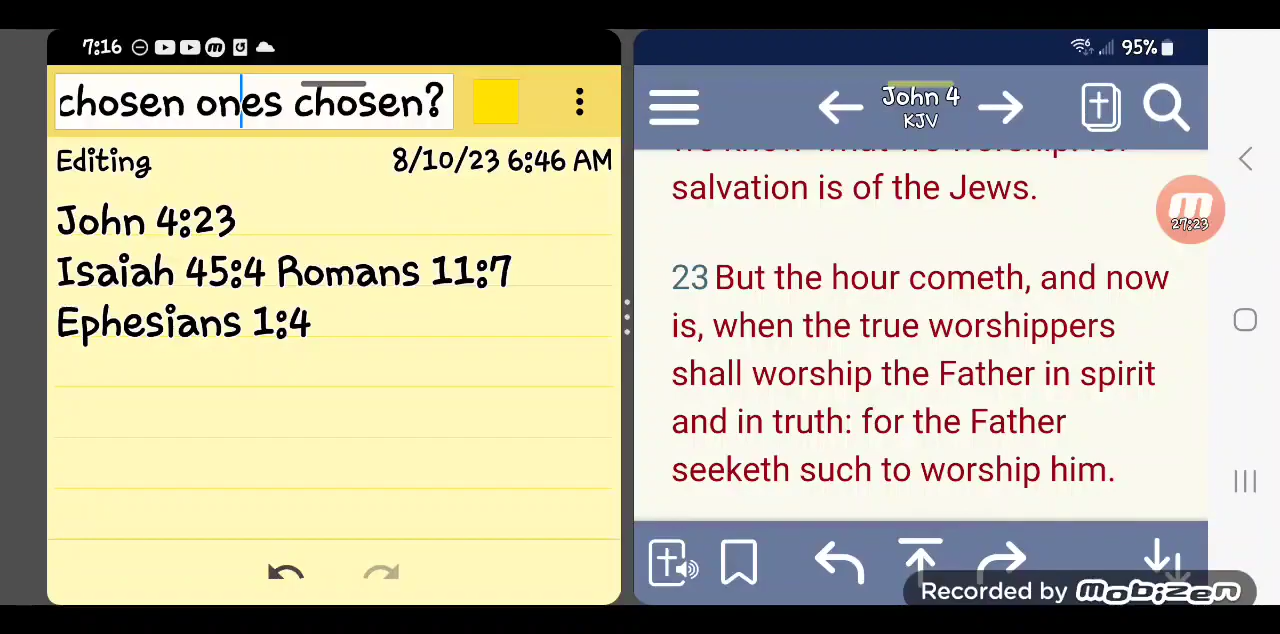 7:16
chosen ones chosen?
Editing 8/10/23 6:46 AM
John 4:23
Isaiah 45:4 Romans 11:7
Ephesians 1:4
95%
John 4
KJV
salvation is of the Jews.
23 But the hour cometh, and now
is, when the true worshippers
shall worship the Father in spirit
and in truth: for the Father
seeketh such to worship him.
27:23
Recorded by mobizen